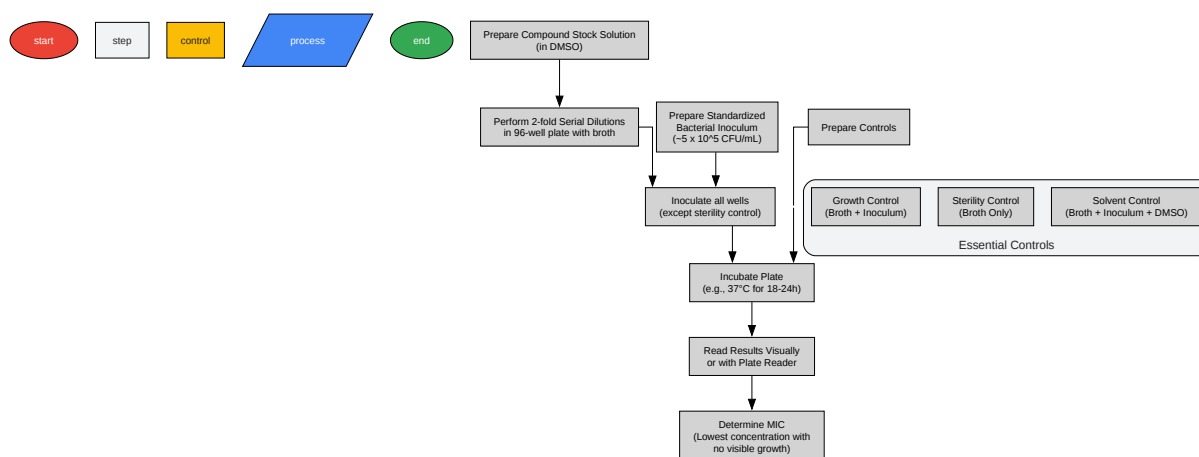 start
step
control
process
end
Prepare Compound Stock Solution
(in DMSO)
Perform 2-fold Serial Dilutions
in 96-well plate with broth
Prepare Standardized
Bacterial Inoculum
(~5 x 10^5 CFU/mL)
Prepare Controls
Inoculate all wells
(except sterility control)
Growth Control
(Broth + Inoculum)
Sterility Control
(Broth Only)
Solvent Control
(Broth + Inoculum + DMSO)
Essential Controls
Incubate Plate
(e.g., 37°C for 18-24h)
Read Results Visually
or with Plate Reader
Determine MIC
(Lowest concentration with
no visible growth)